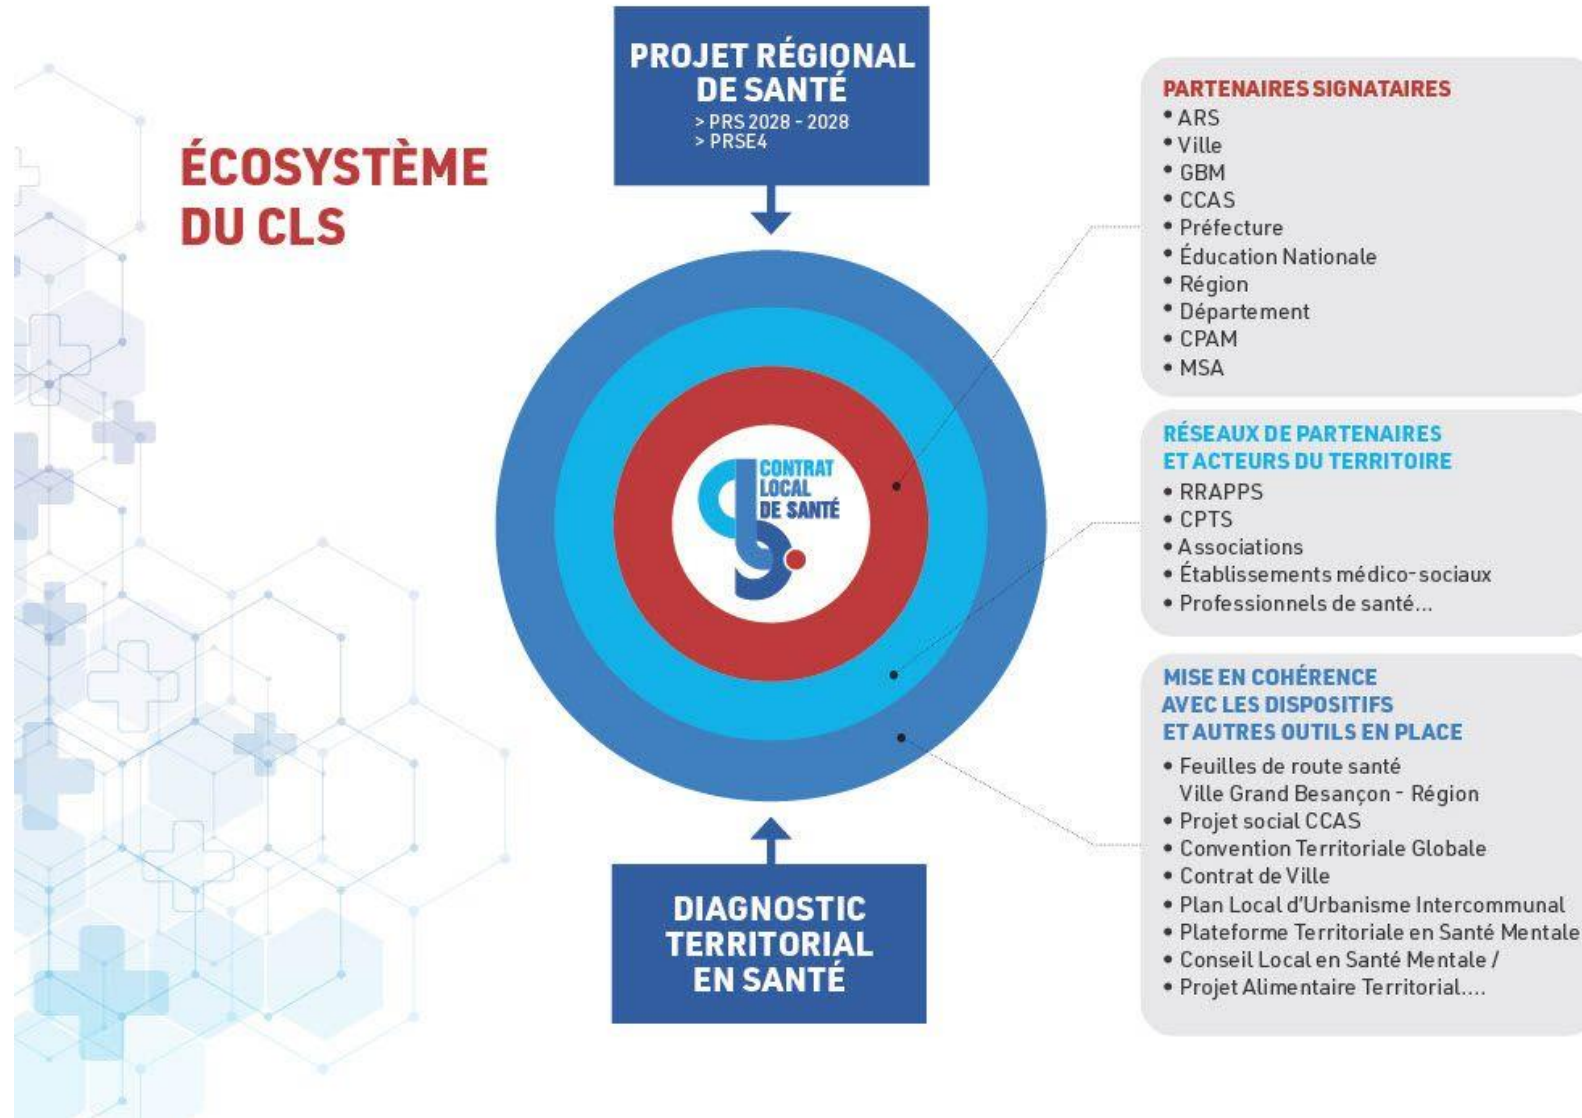 PROJET RÉGIONAL
DE SANTÉ
> PRS 2028 - 2028
> PRSE4
ÉCOSYSTÈME
DU CLS
CONTRAT
LOCAL
DE SANTÉ
DIAGNOSTIC
TERRITORIAL
EN SANTÉ
PARTENAIRES SIGNATAIRES
• ARS
• Ville
• GBM
• CCAS
• Préfecture
• Éducation Nationale
• Région
• Département
• CPAM
• MSA
RÉSEAUX DE PARTENAIRES
ET ACTEURS DU TERRITOIRE
• RRAPPS
• CPTS
• Associations
• Établissements médico-sociaux
• Professionnels de santé...
MISE EN COHÉRENCE
AVEC LES DISPOSITIFS
ET AUTRES OUTILS EN PLACE
• Feuilles de route santé
Ville Grand Besançon - Région
• Projet social CCAS
• Convention Territoriale Globale
• Contrat de Ville
• Plan Local d'Urbanisme Intercommunal
• Plateforme Territoriale en Santé Mentale
• Conseil Local en Santé Mentale /
• Projet Alimentaire Territorial....